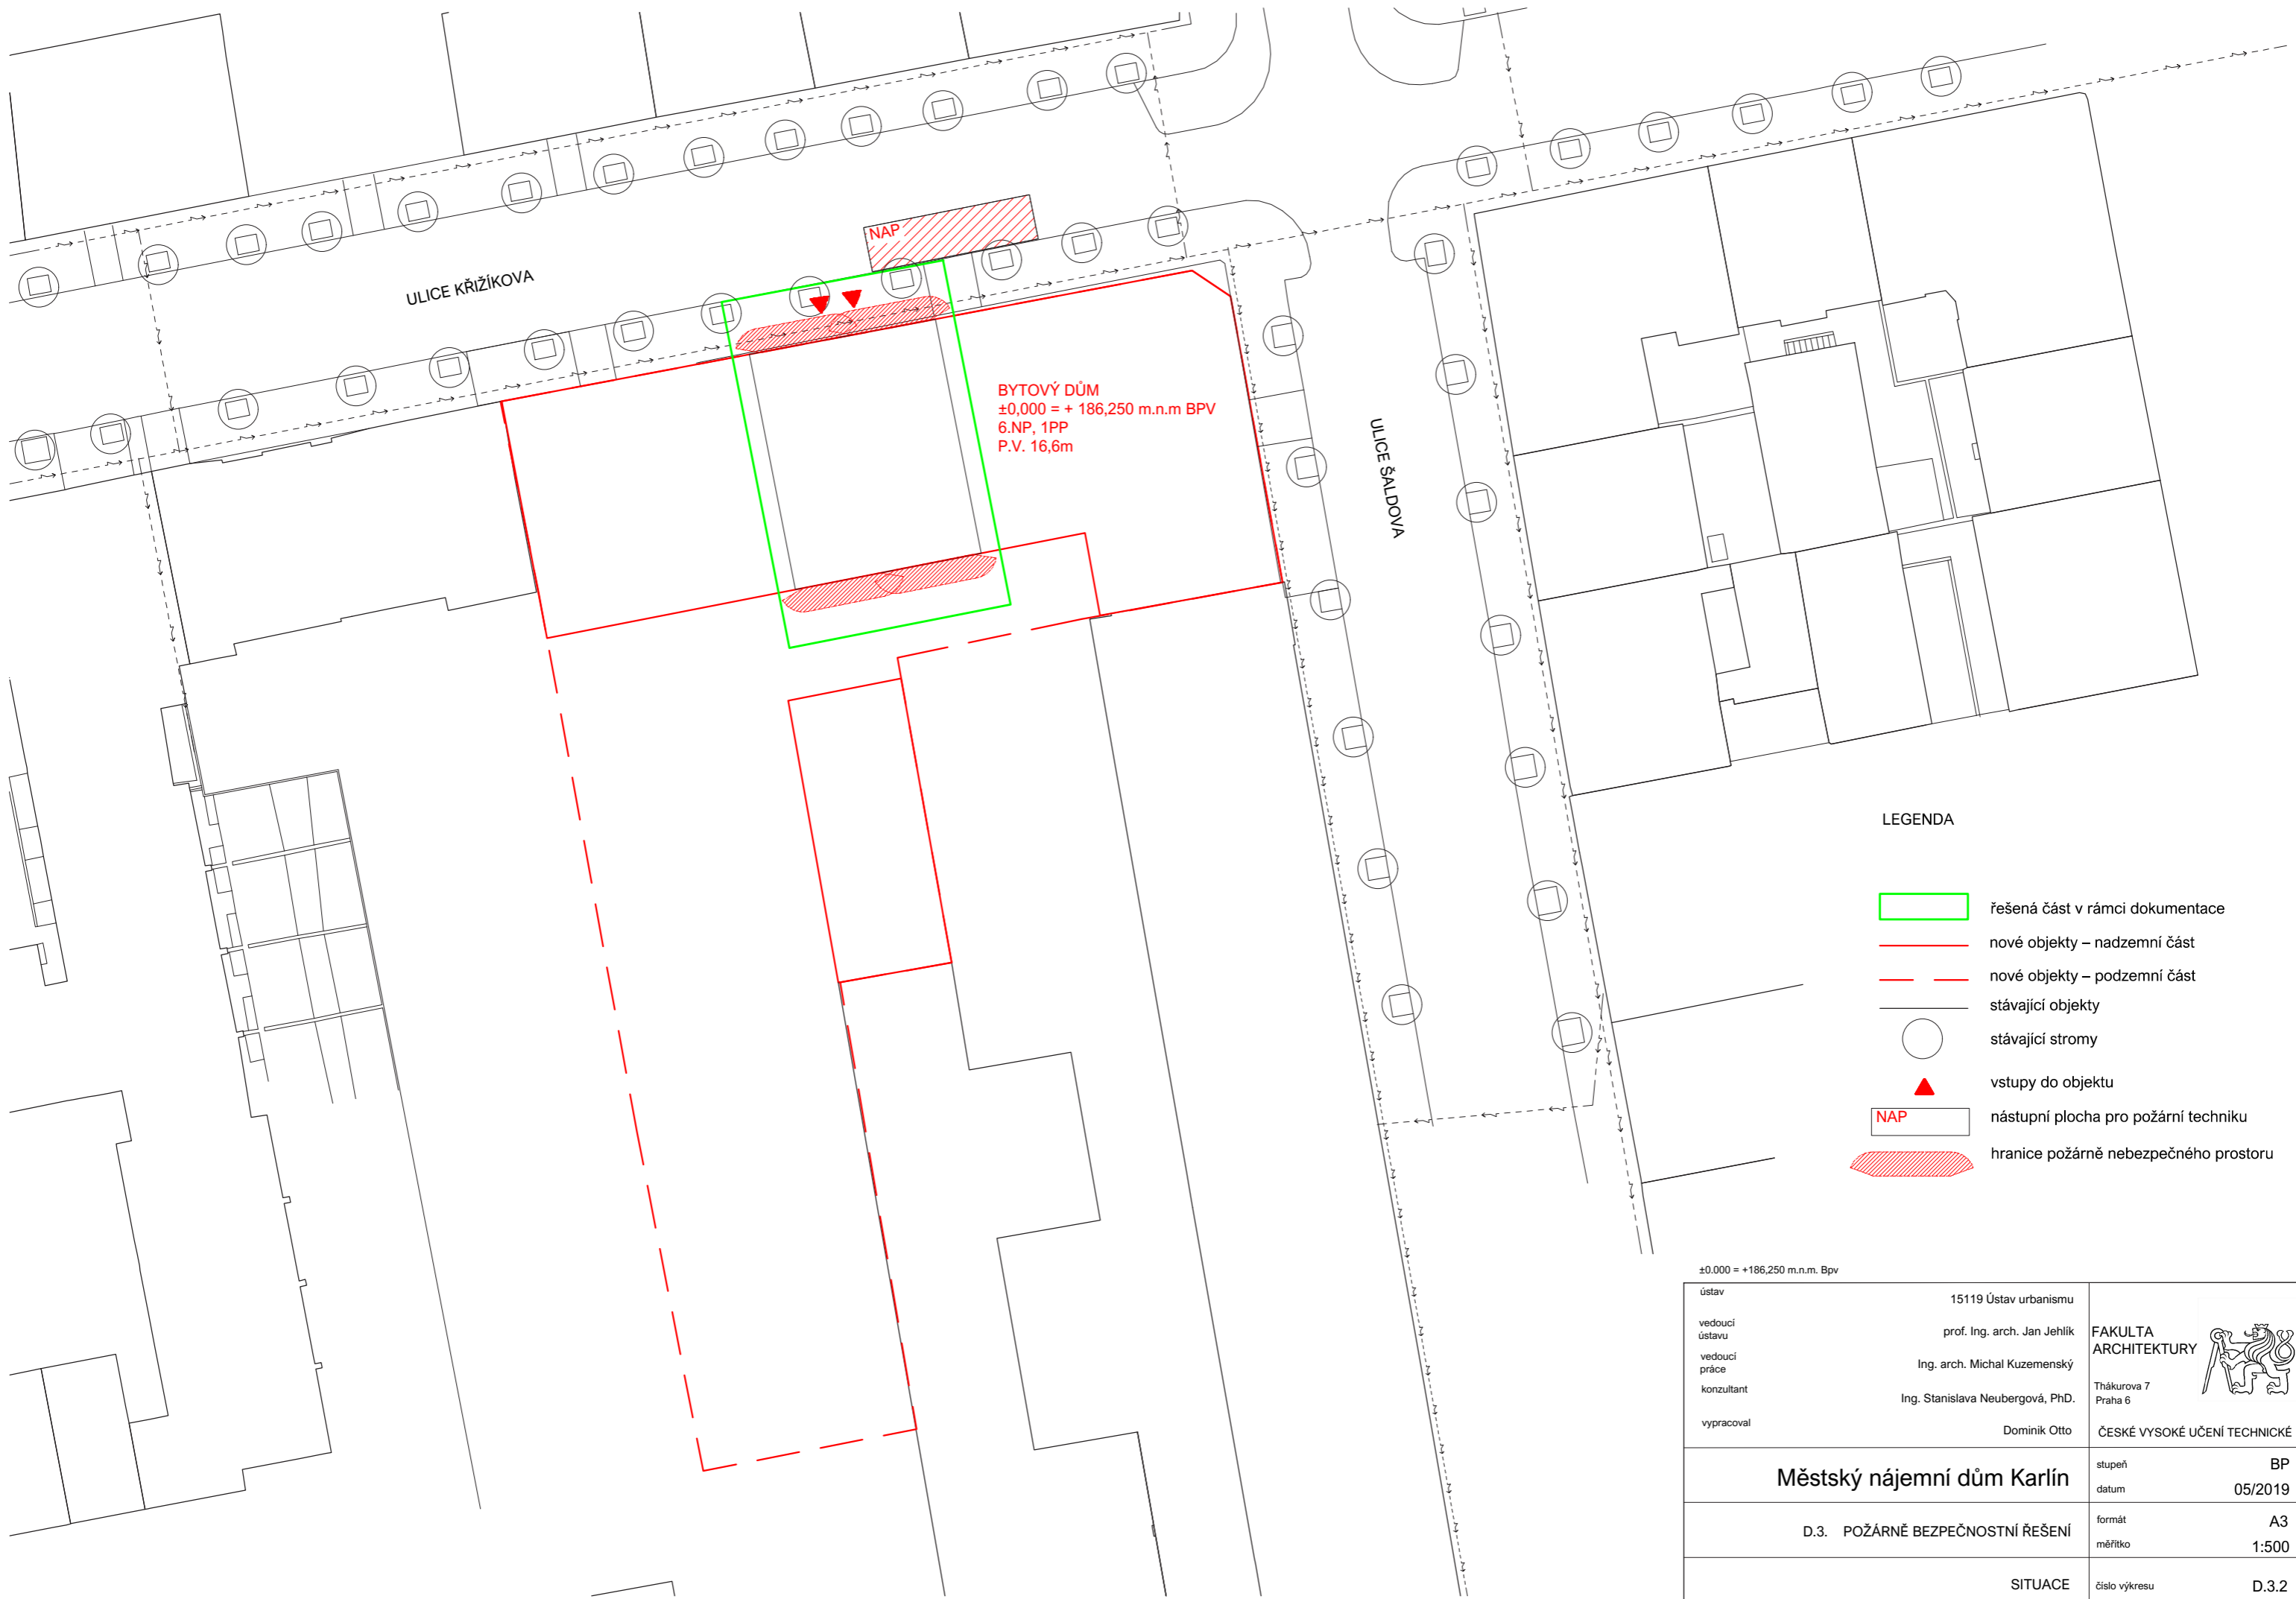 NAP
ULICE KŘIŽÍKOVA
BYTOVÝ DŮM
±0,000 = + 186,250 m.n.m BPV
6.NP, 1PP
P.V. 16,6m
ULICE ŠALDOVA
LEGENDA
řešená část v rámci dokumentace
nové objekty – nadzemní část
nové objekty – podzemní část
stávající objekty
stávající stromy
vstupy do objektu
NAP nástupní plocha pro požární techniku
hranice požárně nebezpečného prostoru
±0.000 = +186,250 m.n.m. Bpv
ústav 15119 Ústav urbanismu
vedoucí ústavu prof. Ing. arch. Jan Jehlík
vedoucí práce Ing. arch. Michal Kuzemenský
konzultant Ing. Stanislava Neubergová, PhD.
vypracoval Dominik Otto
FAKULTA
ARCHITEKTURY
Thákurova 7
Praha 6
ČESKÉ VYSOKÉ UČENÍ TECHNICKÉ
Městský nájemní dům Karlín
stupeň BP
datum 05/2019
D.3. POŽÁRNĚ BEZPEČNOSTNÍ ŘEŠENÍ
formát A3
měřítko 1:500
SITUACE
číslo výkresu D.3.2